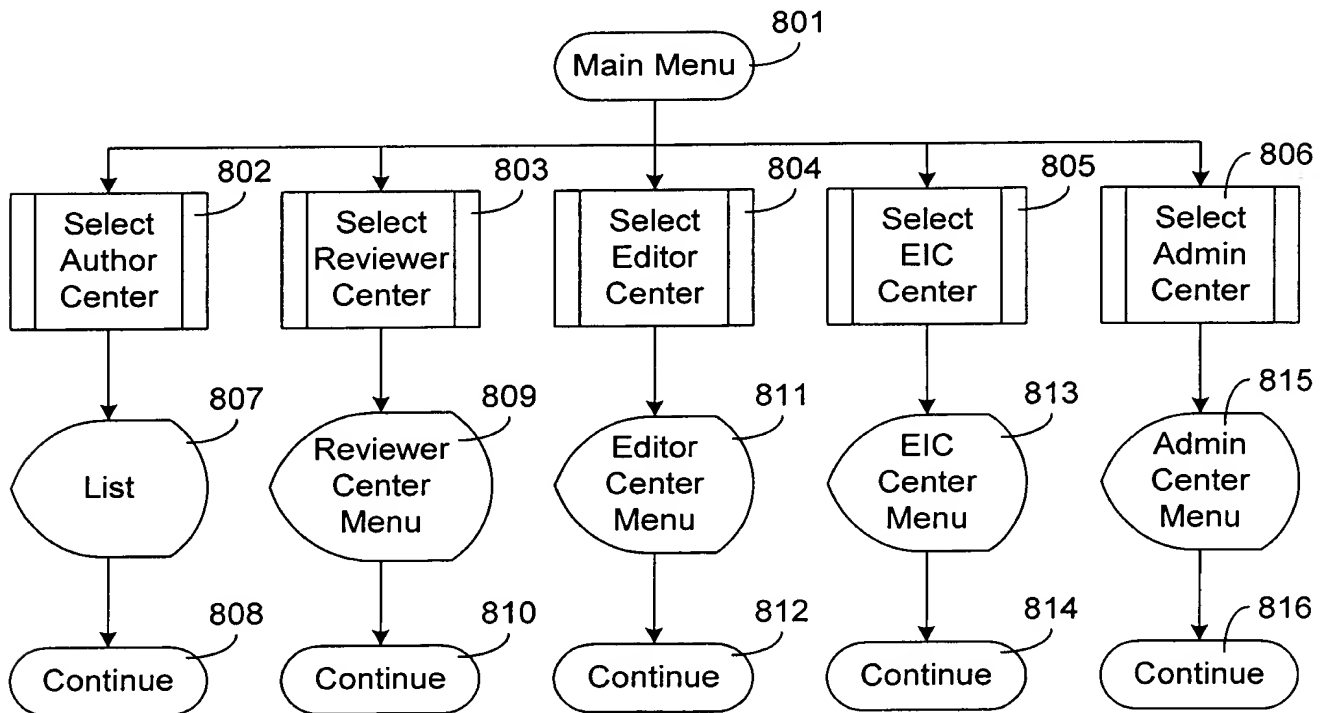 801
Main Menu
802
803
804
805
806
Select
Author
Center
Select
Reviewer
Center
Select
Editor
Center
Select
EIC
Center
Select
Admin
Center
807
809
811
813
815
List
Reviewer
Center
Menu
Editor
Center
Menu
EIC
Center
Menu
Admin
Center
Menu
808
810
812
814
816
Continue
Continue
Continue
Continue
Continue